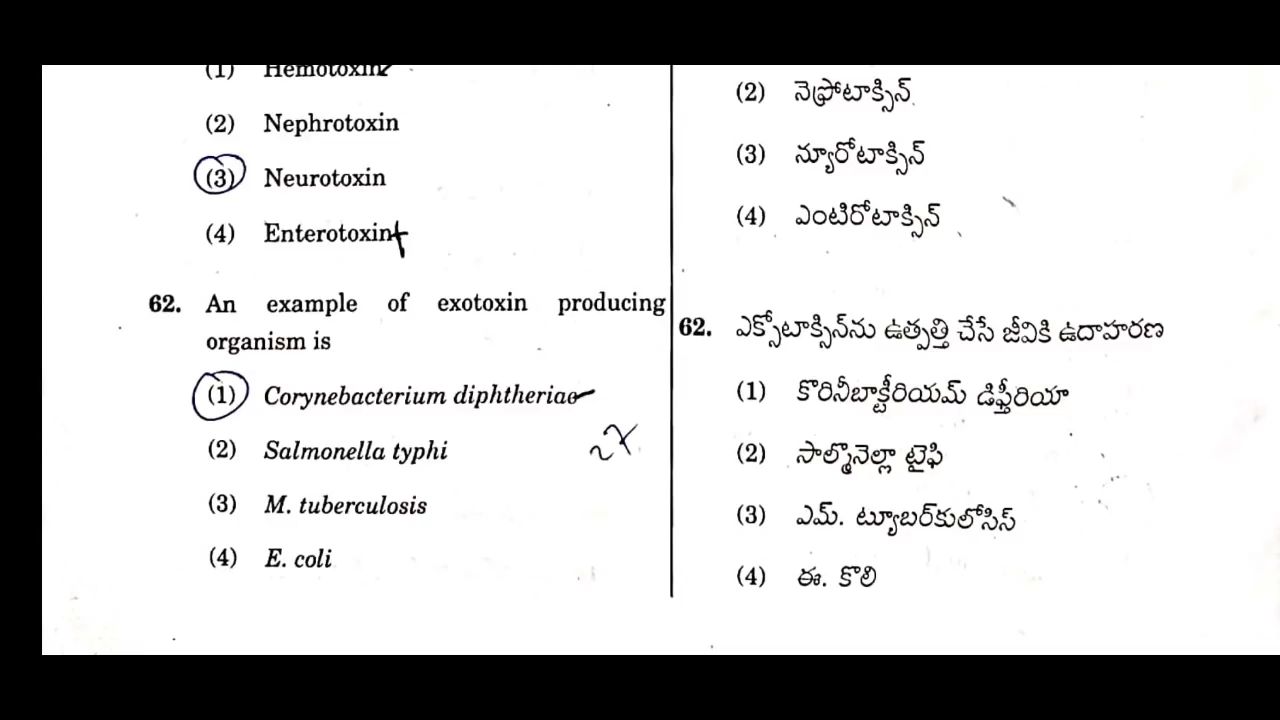 (1) Hemotoxin
(2) Nephrotoxin
(3) Neurotoxin
(4) Enterotoxin
62. An example of exotoxin producing
organism is
(1) Corynebacterium diphtheriae
(2) Salmonella typhi
(3) M. tuberculosis
(4) E. coli
(2) నెఫ్రోటాక్సిన్
(3) న్యూరోటాక్సిన్
(4) ఎంటిరోటాక్సిన్
62. ఎక్సోటాక్సిన్‌ను ఉత్పత్తి చేసే జీవికి ఉదాహరణ
(1) కొరినీబాక్టీరియమ్ డిఫ్తీరియా
(2) సాల్మొనెల్లా టైఫి
(3) ఎమ్. ట్యూబర్‌కులోసిస్
(4) ఈ. కొలి